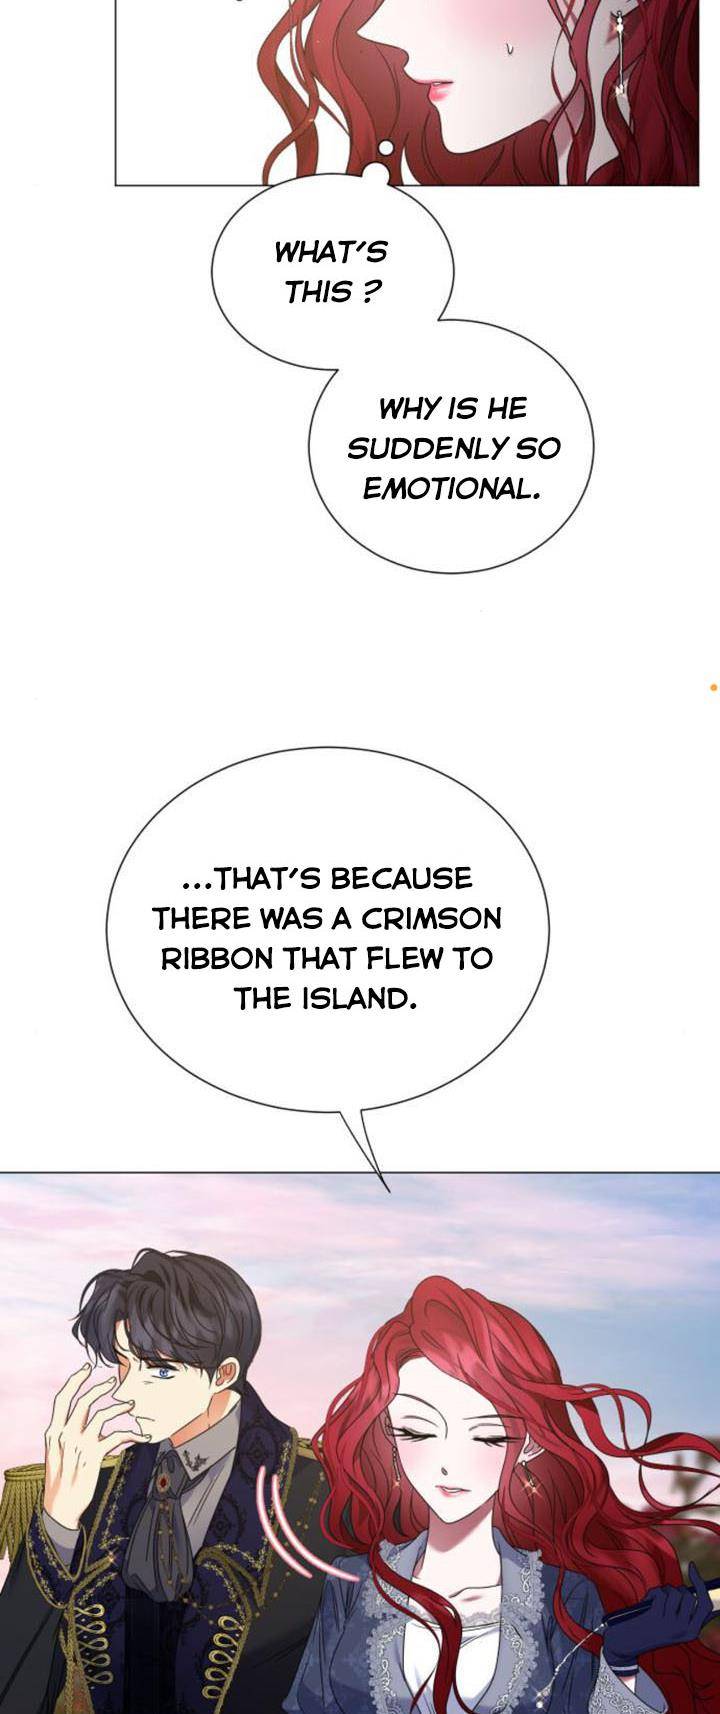 WHAT'S
THIS ?
WHY IS HE
SUDDENLY SO
EMOTIONAL.
...THAT'S BECAUSE
THERE WAS A CRIMSON
RIBBON THAT FLEW TO
THE ISLAND.